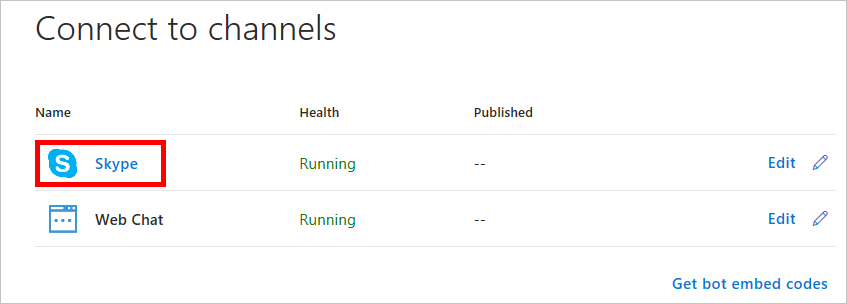 Connect to channels
Name Health Published
Skype Running -- Edit
Web Chat Running -- Edit
Get bot embed codes